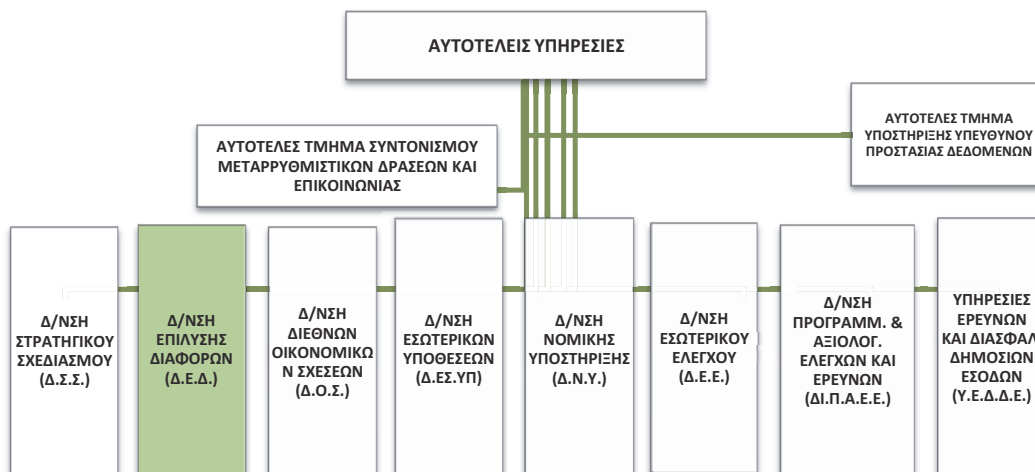 ΑΥΤΟΤΕΛΕΙΣ ΥΠΗΡΕΣΙΕΣ
ΑΥΤΟΤΕΛΕΣ ΤΜΗΜΑ
ΥΠΟΣΤΗΡΙΞΗΣ ΥΠΕΥΘΥΝΟΥ
ΠΡΟΣΤΑΣΙΑΣ ΔΕΔΟΜΕΝΩΝ
ΑΥΤΟΤΕΛΕΣ ΤΜΗΜΑ ΣΥΝΤΟΝΙΣΜΟΥ
ΜΕΤΑΡΡΥΘΜΙΣΤΙΚΩΝ ΔΡΑΣΕΩΝ ΚΑΙ
ΕΠΙΚΟΙΝΩΝΙΑΣ
Δ/ΝΣΗ
ΣΤΡΑΤΗΓΙΚΟΥ
ΣΧΕΔΙΑΣΜΟΥ
(Δ.Σ.Σ.)
Δ/ΝΣΗ
ΕΠΙΛΥΣΗΣ
ΔΙΑΦΟΡΩΝ
(Δ.Ε.Δ.)
Δ/ΝΣΗ
ΔΙΕΘΝΩΝ
ΟΙΚΟΝΟΜΙΚΩ
Ν ΣΧΕΣΕΩΝ
(Δ.Ο.Σ.)
Δ/ΝΣΗ
ΕΣΩΤΕΡΙΚΩΝ
ΥΠΟΘΕΣΕΩΝ
(Δ.ΕΣ.ΥΠ)
Δ/ΝΣΗ
ΝΟΜΙΚΗΣ
ΥΠΟΣΤΗΡΙΞΗΣ
(Δ.Ν.Υ.)
Δ/ΝΣΗ
ΕΣΩΤΕΡΙΚΟΥ
ΕΛΕΓΧΟΥ
(Δ.Ε.Ε.)
Δ/ΝΣΗ
ΠΡΟΓΡΑΜΜ. &
ΑΞΙΟΛΟΓ.
ΕΛΕΓΧΩΝ ΚΑΙ
ΕΡΕΥΝΩΝ
(ΔΙ.Π.Α.Ε.Ε.)
ΥΠΗΡΕΣΙΕΣ
ΕΡΕΥΝΩΝ
ΚΑΙ ΔΙΑΣΦΑΛ
ΔΗΜΟΣΙΩΝ
ΕΣΟΔΩΝ
(Υ.Ε.Δ.Δ.Ε.)